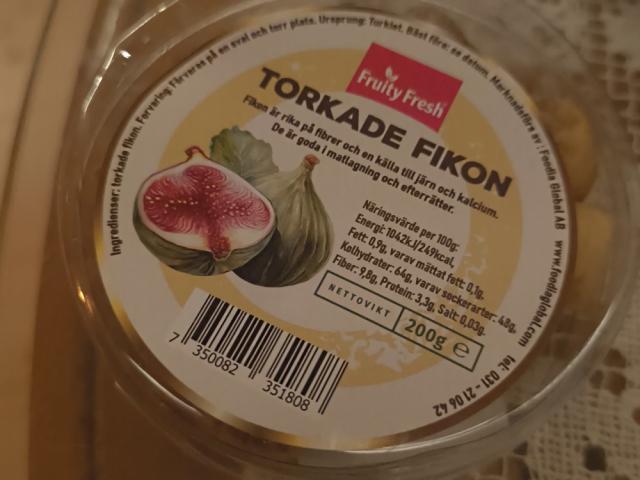 Ingredienser: torkade fikon. Förvaring Förvaras på en sval och torr plats. Ursprung: Turkiet. Bäst före: se datum. Marknadsföre av : Foodla Global AB www.foodlaglobal.com tel: 031 - 21 06 42
Fruity Fresh
TORKADE FIKON
Fikon är rika på fibrer och en källa till järn och kalcium.
De är goda i matlagning och efterrätter.
Näringsvärde per 100g:
Energi: 1042kJ/249kcal,
Fett: 0,9g, varav mättat fett: 0,1g,
Kolhydrater: 64g, varav sockerarter: 48g,
Fiber: 9,8g, Protein: 3,3g, Salt: 0,03g.
NETTOVIKT 200g ℮
7 350082 351808